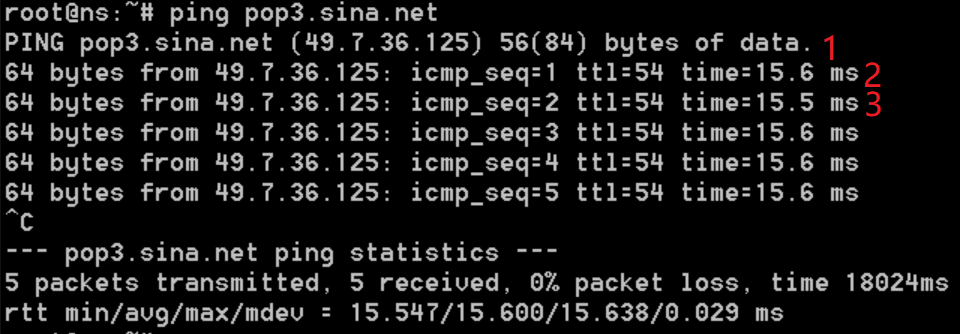 root@ns:~# ping pop3.sina.net
PING pop3.sina.net (49.7.36.125) 56(84) bytes of data. 1
64 bytes from 49.7.36.125: icmp_seq=1 ttl=54 time=15.6 ms 2
64 bytes from 49.7.36.125: icmp_seq=2 ttl=54 time=15.5 ms 3
64 bytes from 49.7.36.125: icmp_seq=3 ttl=54 time=15.6 ms
64 bytes from 49.7.36.125: icmp_seq=4 ttl=54 time=15.6 ms
64 bytes from 49.7.36.125: icmp_seq=5 ttl=54 time=15.6 ms
^C
--- pop3.sina.net ping statistics ---
5 packets transmitted, 5 received, 0% packet loss, time 18024ms
rtt min/avg/max/mdev = 15.547/15.600/15.638/0.029 ms